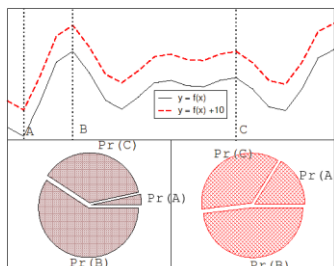 A
B
C
y = f(x)
y = f(x) +10
Pr(C)
Pr(A)
Pr(B)
Pr(C)
Pr(A
Pr(B)